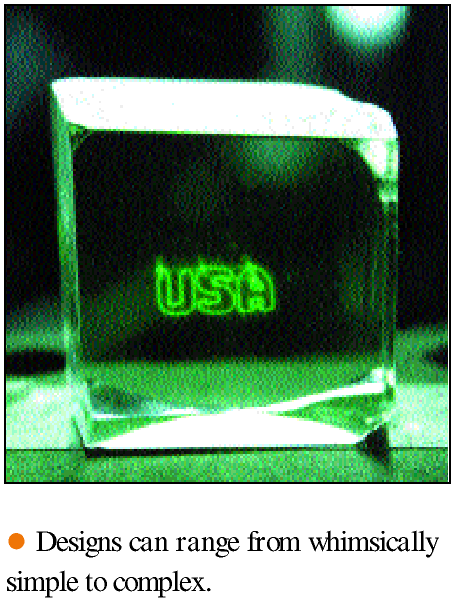 USA
Designs can range from whimsically
simple to complex.